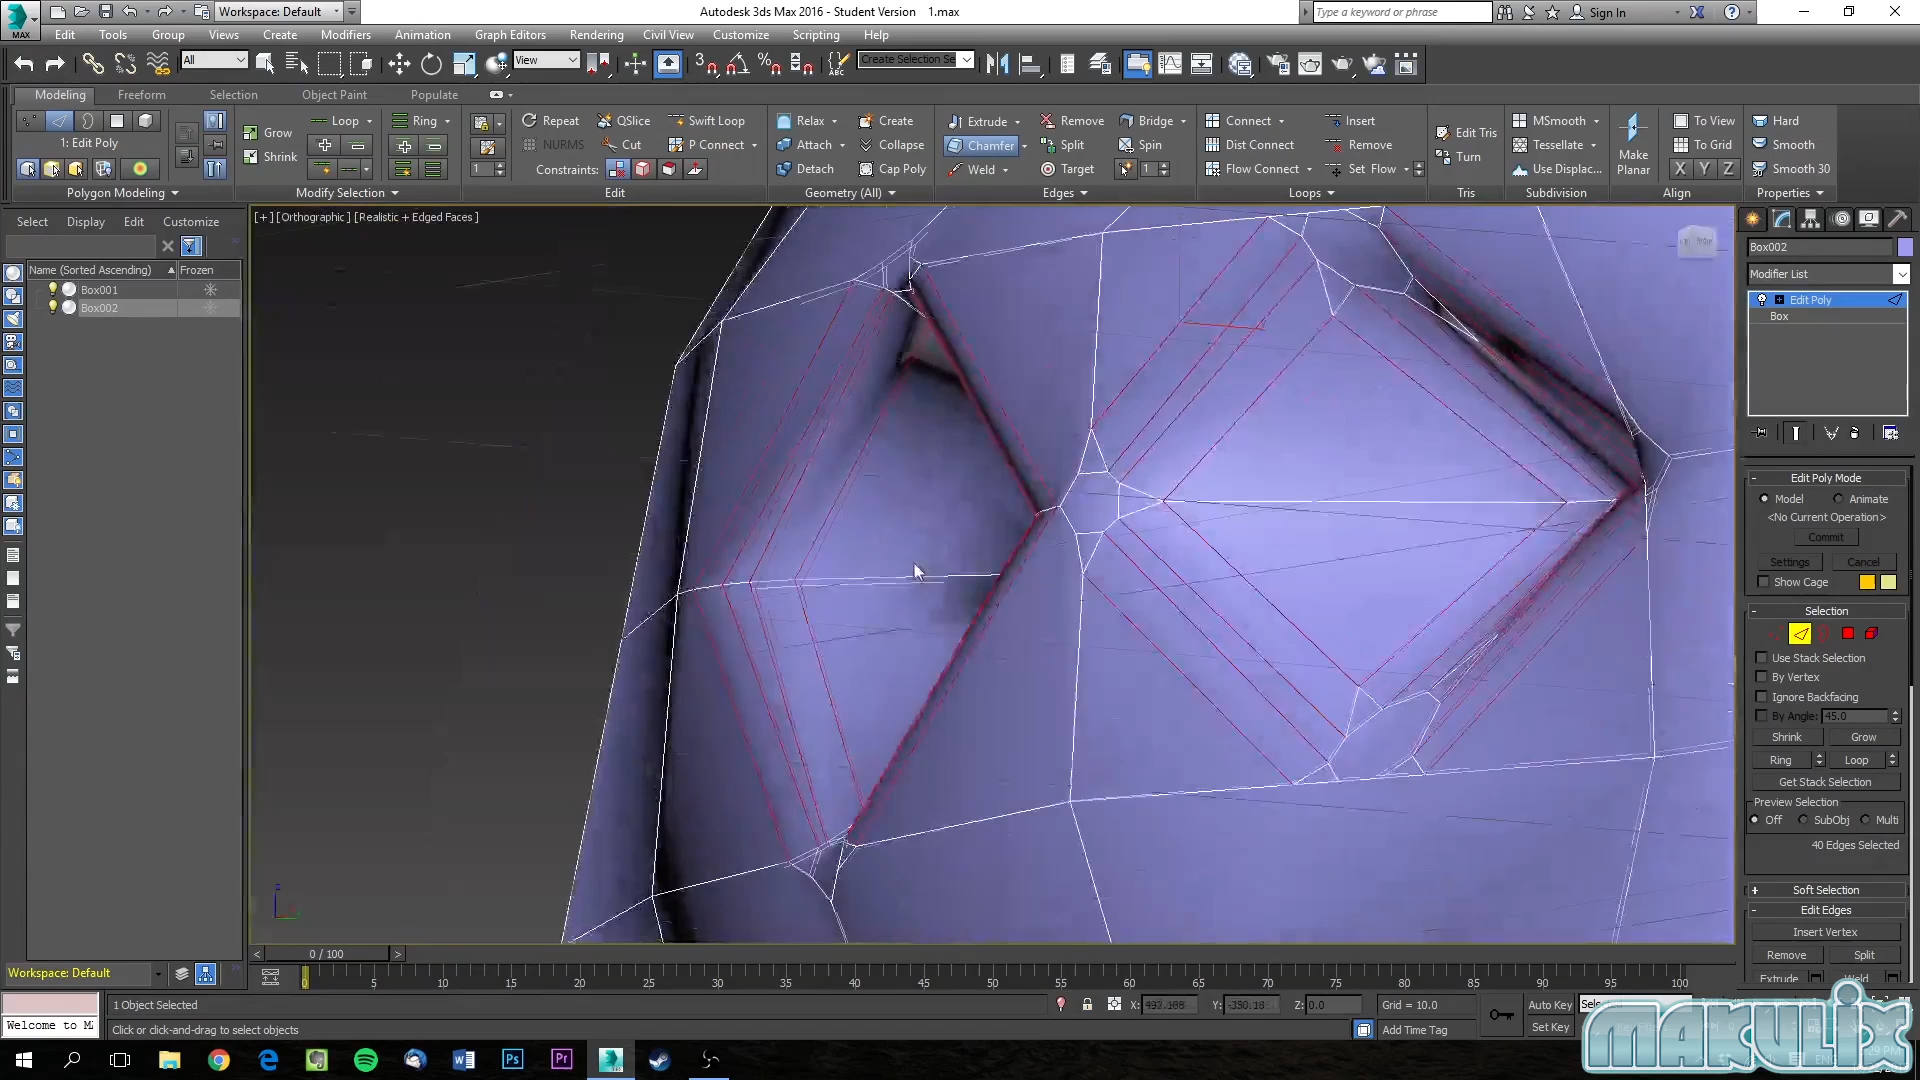 Workspace: Default
Autodesk 3ds Max 2016 - Student Version 1.max
Type a keyword or phrase
Sign In
MAX
Edit Tools Group Views Create Modifiers Animation Graph Editors Rendering Civil View Customize Scripting Help
All
View
Create Selection Se
Modeling Freeform Selection Object Paint Populate
Loop Ring Repeat QSlice Swift Loop Relax Create Extrude Remove Bridge Connect Insert MSmooth To View Hard
1: Edit Poly Grow NURMS Cut P Connect Attach Collapse Chamfer Split Spin Dist Connect Remove Edit Tris Tessellate Make Planar To Grid Smooth
Shrink 1 Constraints: Detach Cap Poly Weld Target 1 Flow Connect Set Flow Turn Use Displac... X Y Z Smooth 30
Polygon Modeling Modify Selection Edit Geometry (All) Edges Loops Tris Subdivision Align Properties
Select Display Edit Customize
Name (Sorted Ascending) Frozen
Box001
Box002
[+] [Orthographic] [Realistic + Edged Faces]
Box002
Modifier List
Edit Poly
Box
Edit Poly Mode
Model Animate
<No Current Operation>
Commit
Settings Cancel
Show Cage
Selection
Use Stack Selection
By Vertex
Ignore Backfacing
By Angle: 45.0
Shrink Grow
Ring Loop
Get Stack Selection
Preview Selection
Off SubObj Multi
40 Edges Selected
Soft Selection
Edit Edges
Insert Vertex
Remove Split
Extrude Weld
0 / 100
Workspace: Default
0 5 10 15 20 25 30 35 40 45 50 55 60 65 70 75 80 85 90 95 100
1 Object Selected
X: Y: Z: 0.0
Grid = 10.0
Auto Key
Welcome to M
Click or click-and-drag to select objects
Add Time Tag
Set Key
MAKULIX